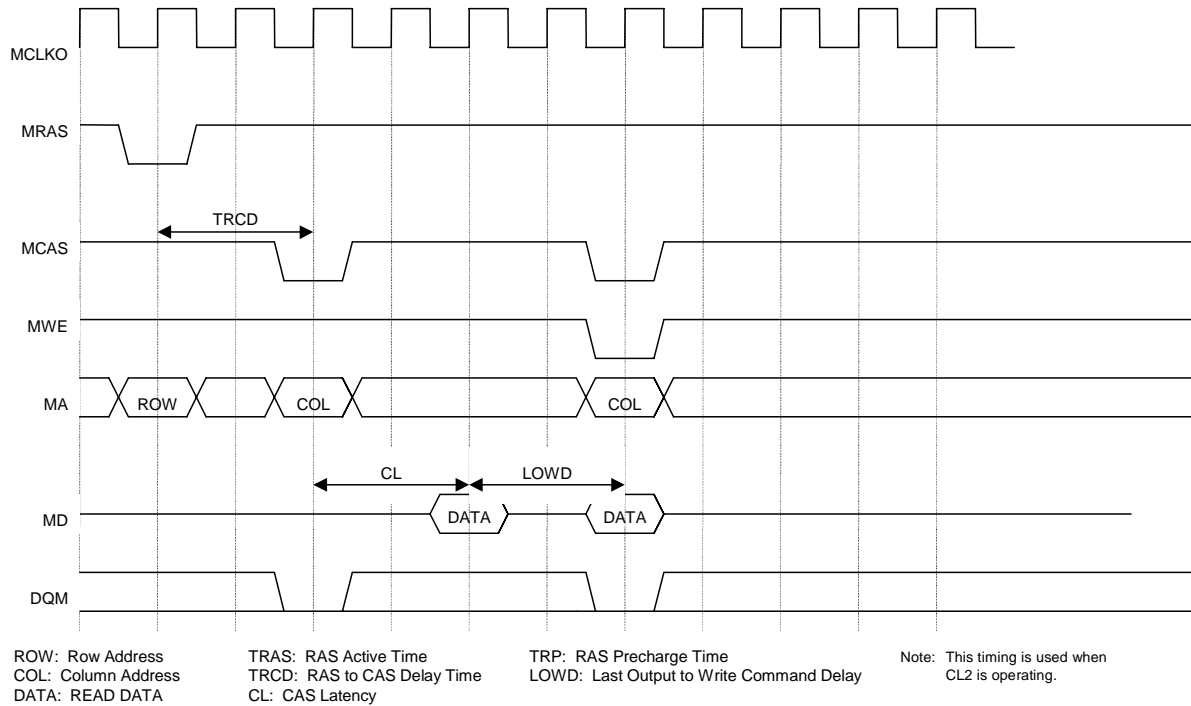 MCLKO
MRAS
TRCD
MCAS
MWE
MA
ROW
COL
COL
CL
LOWD
MD
DATA
DATA
DQM
ROW: Row Address
COL: Column Address
DATA: READ DATA
TRAS: RAS Active Time
TRCD: RAS to CAS Delay Time
CL: CAS Latency
TRP: RAS Precharge Time
LOWD: Last Output to Write Command Delay
Note: This timing is used when
CL2 is operating.